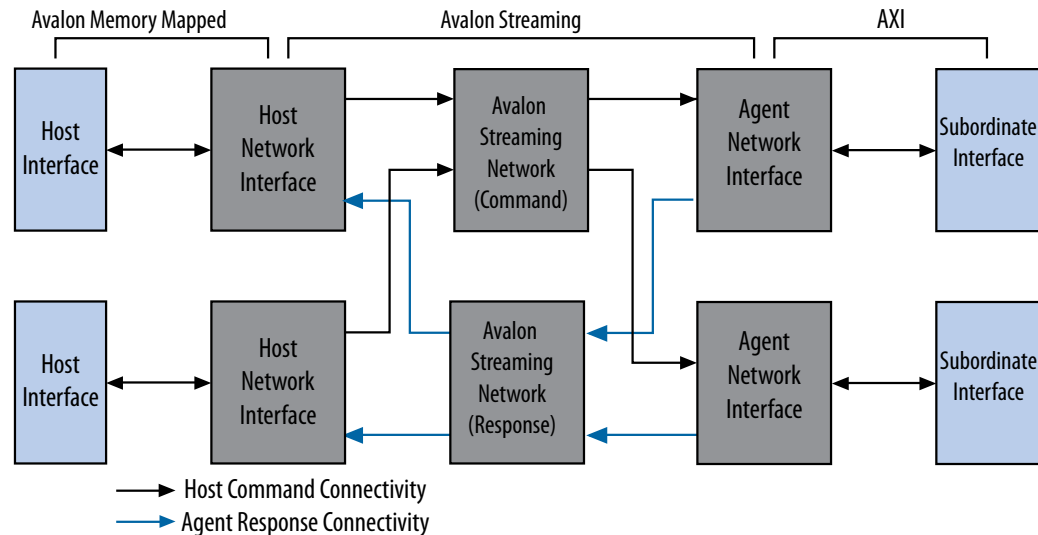 Avalon Memory Mapped
Avalon Streaming
AXI
Host
Interface
Host
Network
Interface
Avalon
Streaming
Network
(Command)
Agent
Network
Interface
Subordinate
Interface
Host
Interface
Host
Network
Interface
Avalon
Streaming
Network
(Response)
Agent
Network
Interface
Subordinate
Interface
Host Command Connectivity
Agent Response Connectivity